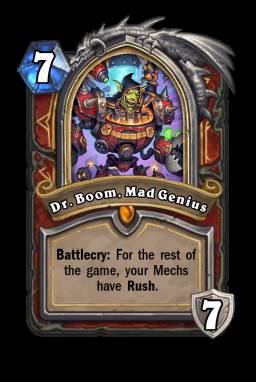 7
Dr. Boom, Mad Genius
Battlecry: For the rest of
the game, your Mechs
have Rush.
7